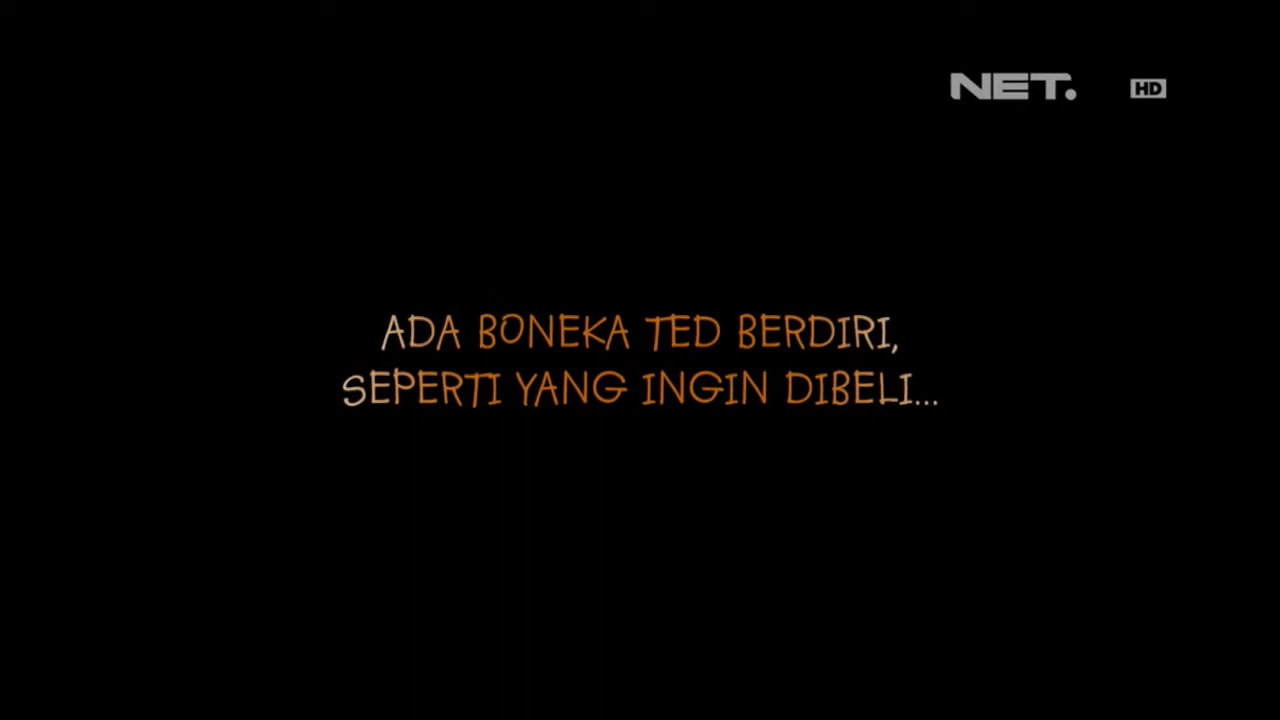 NET. HD
ADA BONEKA TED BERDIRI,
SEPERTI YANG INGIN DIBELI...